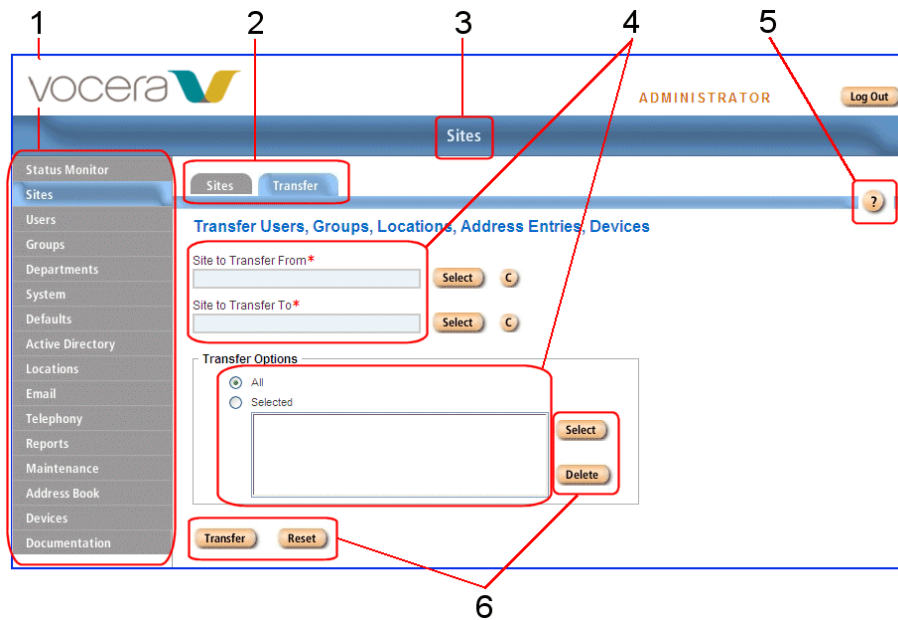 1 2 3 4 5
vocera
ADMINISTRATOR
Log Out
Sites
Status Monitor
Sites
Users
Groups
Departments
System
Defaults
Active Directory
Locations
Email
Telephony
Reports
Maintenance
Address Book
Devices
Documentation
Sites Transfer
?
Transfer Users, Groups, Locations, Address Entries, Devices
Site to Transfer From*
Select C
Site to Transfer To*
Select C
Transfer Options
All
Selected
Select
Delete
Transfer Reset
6